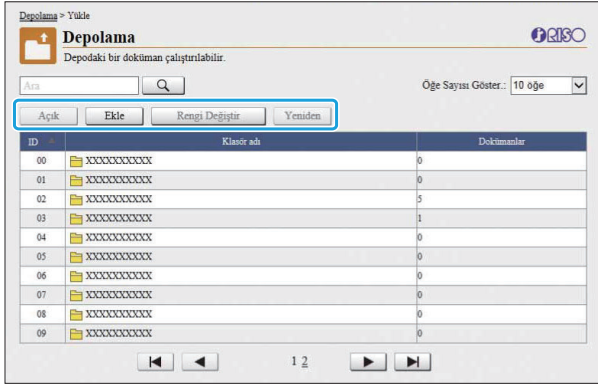 Depolama > Yükle
Depolama
RISO
Depodaki bir doküman çalıştırılabilir.
Ara
Öğe Sayısı Göster.: 10 öğe
Açık Ekle Rengi Değiştir Yeniden
ID Klasör adı Dokümanlar
00 XXXXXXXXXX 0
01 XXXXXXXXXX 0
02 XXXXXXXXXX 5
03 XXXXXXXXXX 1
04 XXXXXXXXXX 0
05 XXXXXXXXXX 0
06 XXXXXXXXXX 0
07 XXXXXXXXXX 0
08 XXXXXXXXXX 0
09 XXXXXXXXXX 0
1 2